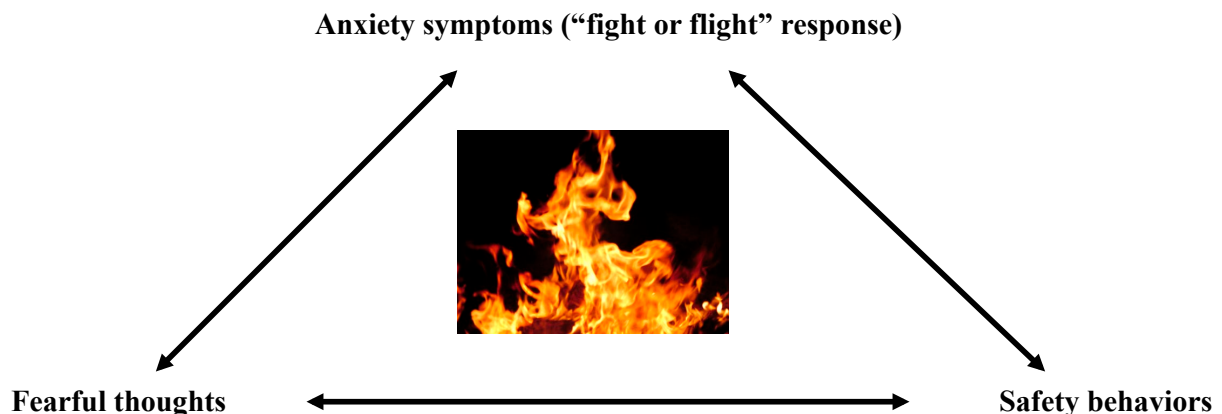 Anxiety symptoms (“fight or flight” response)
Fearful thoughts
Safety behaviors